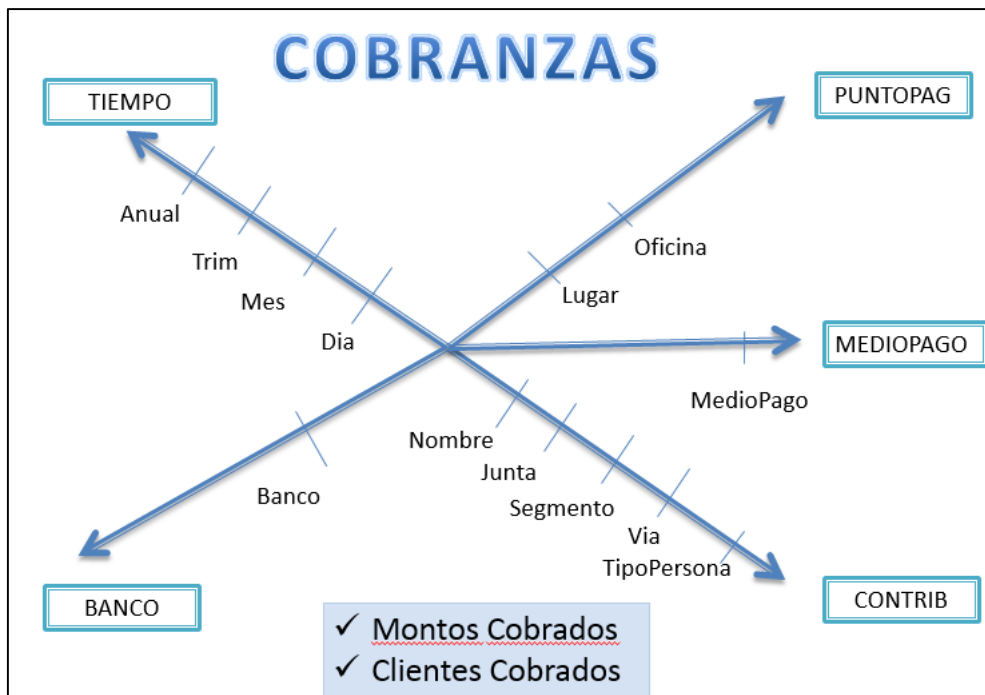 COBRANZAS
TIEMPO
PUNTOPAG
Anual
Oficina
Trim
Lugar
Mes
Dia
MEDIOPAGO
MedioPago
Nombre
Junta
Banco
Segmento
Via
TipoPersona
BANCO
CONTRIB
✓ Montos Cobrados
✓ Clientes Cobrados